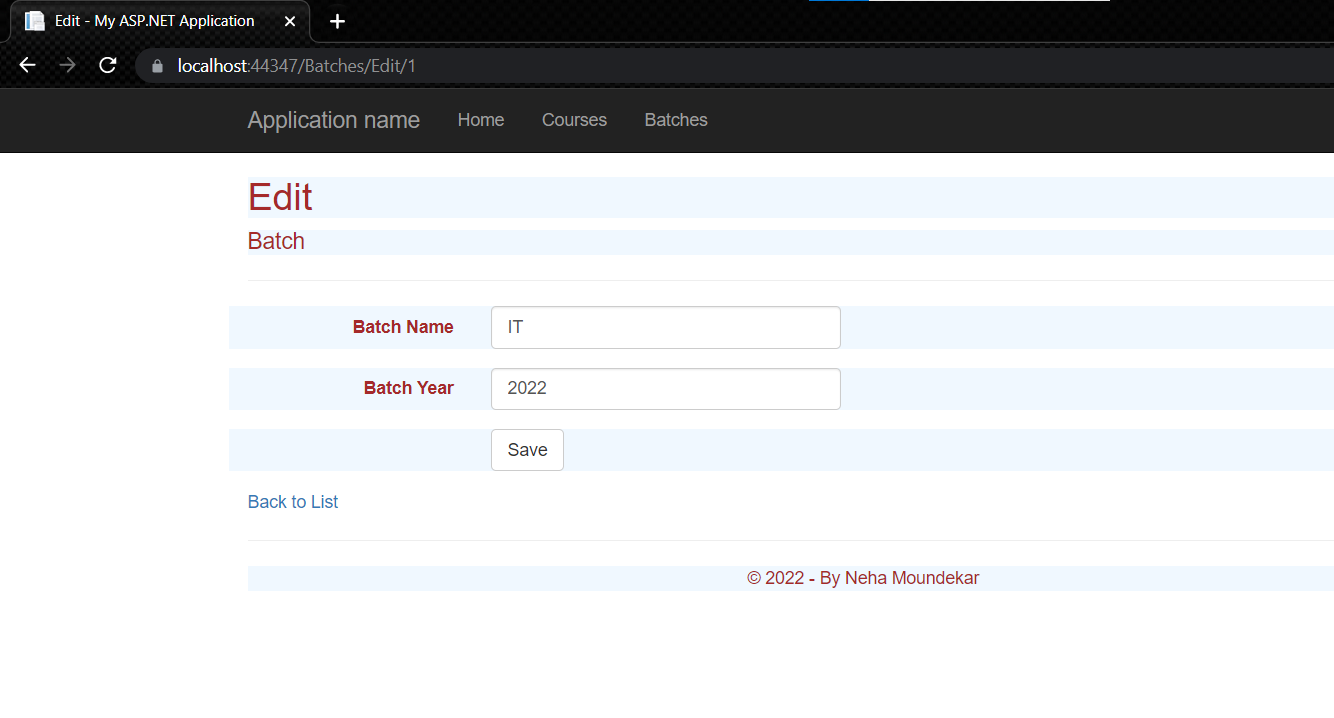 Edit - My ASP.NET Application
localhost:44347/Batches/Edit/1
Application name Home Courses Batches
Edit
Batch
Batch Name IT
Batch Year 2022
Save
Back to List
© 2022 - By Neha Moundekar